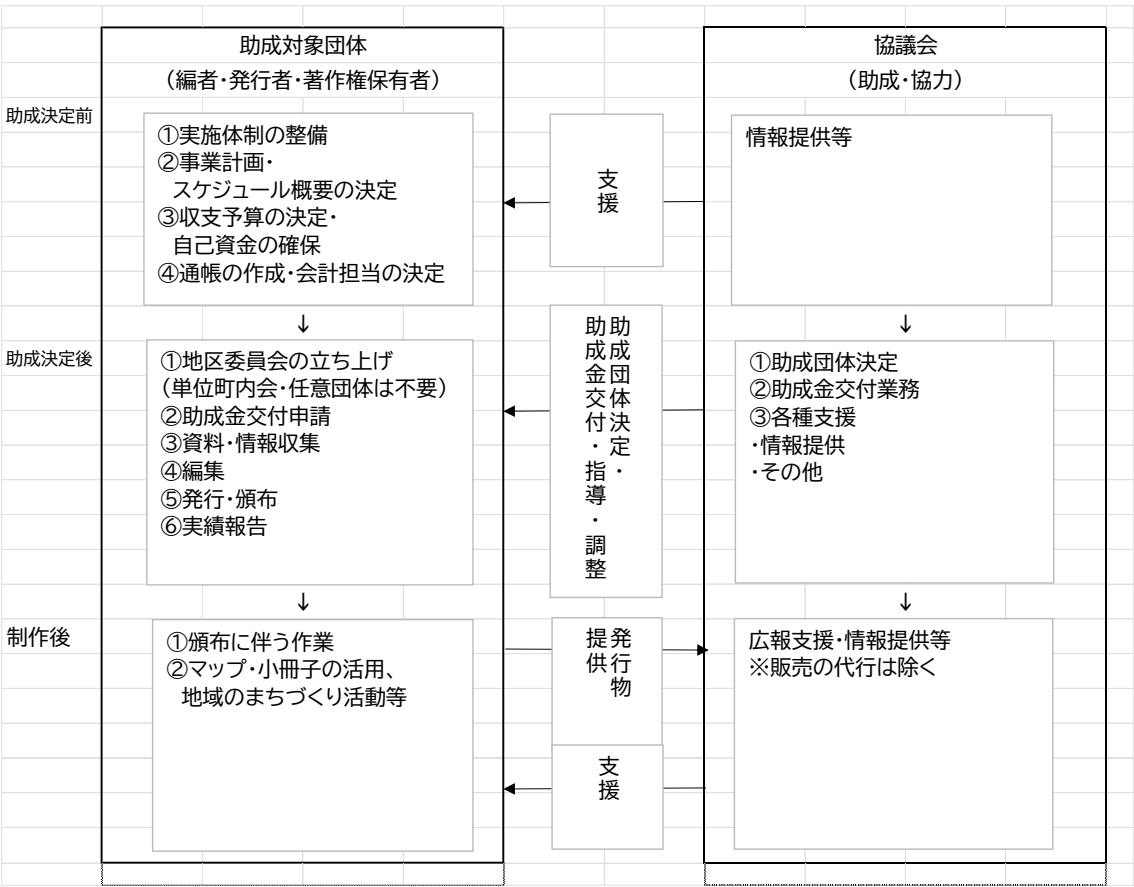 助成対象団体
（編者・発行者・著作権保有者）
協議会
（助成・協力）
助成決定前
①実施体制の整備
②事業計画・
スケジュール概要の決定
③収支予算の決定・
自己資金の確保
④通帳の作成・会計担当の決定
支援
情報提供等
↓
↓
助成決定後
①地区委員会の立ち上げ
（単位町内会・任意団体は不要）
②助成金交付申請
③資料・情報収集
④編集
⑤発行・頒布
⑥実績報告
助成団体決定・
助成金交付・指導・調整
①助成団体決定
②助成金交付業務
③各種支援
・情報提供
・その他
↓
↓
制作後
①頒布に伴う作業
②マップ・小冊子の活用、
地域のまちづくり活動等
発行物
提供
支援
広報支援・情報提供等
※販売の代行は除く